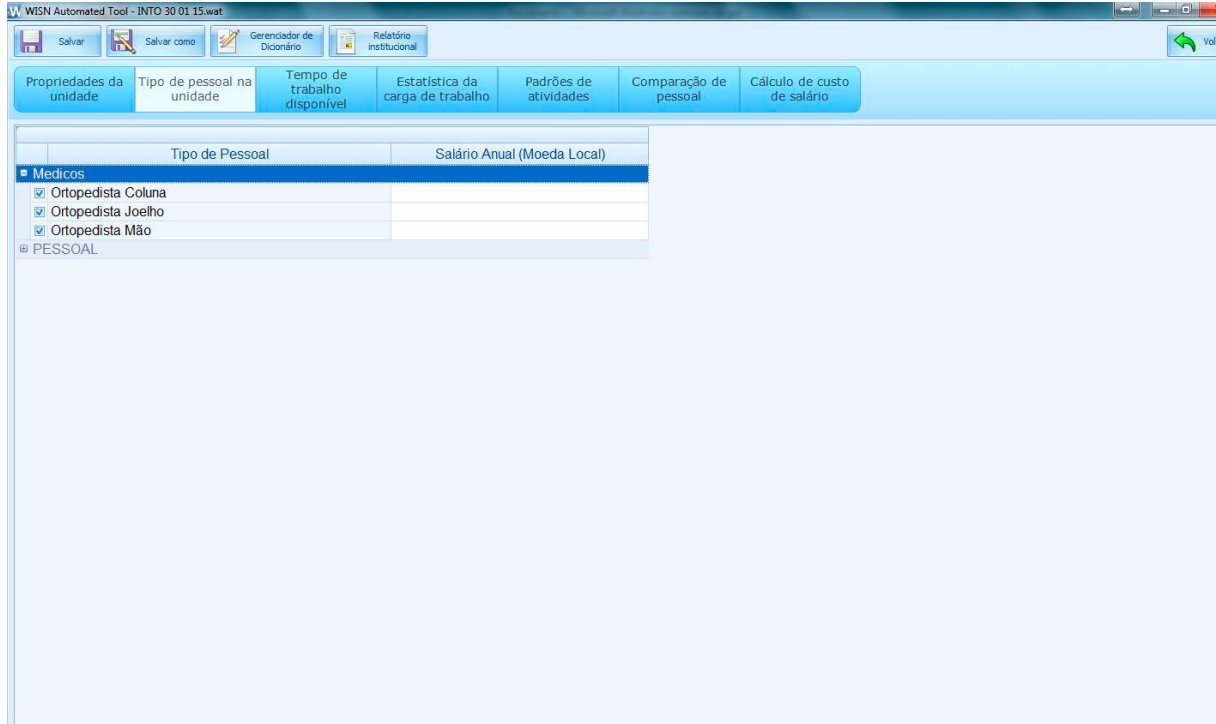 WISN Automated Tool - INTO 30 01 15.wat
Salvar
Salvar como
Gerenciador de
Dicionário
Relatório
institucional
Propriedades da
unidade
Tipo de pessoal na
unidade
Tempo de
trabalho
disponível
Estatística da
carga de trabalho
Padrões de
atividades
Comparação de
pessoal
Cálculo de custo
de salário
Tipo de Pessoal
Salário Anual (Moeda Local)
Medicos
Ortopedista Coluna
Ortopedista Joelho
Ortopedista Mão
PESSOAL